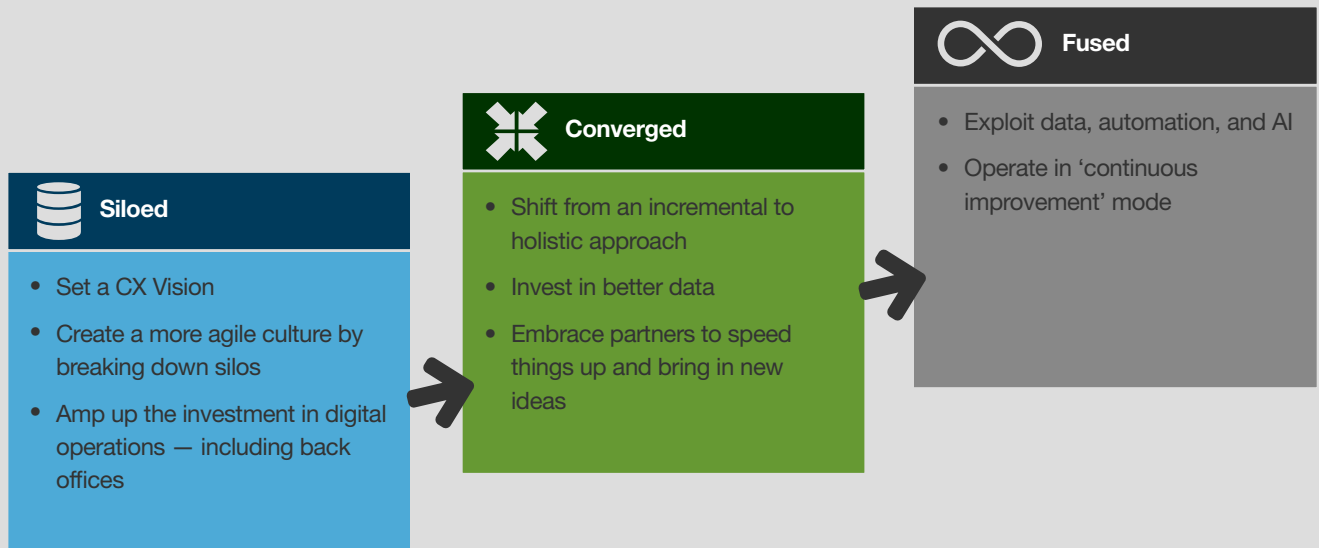 Siloed
• Set a CX Vision
• Create a more agile culture by
breaking down silos
• Amp up the investment in digital
operations — including back
offices
Converged
• Shift from an incremental to
holistic approach
• Invest in better data
• Embrace partners to speed
things up and bring in new
ideas
Fused
• Exploit data, automation, and AI
• Operate in ‘continuous
improvement’ mode